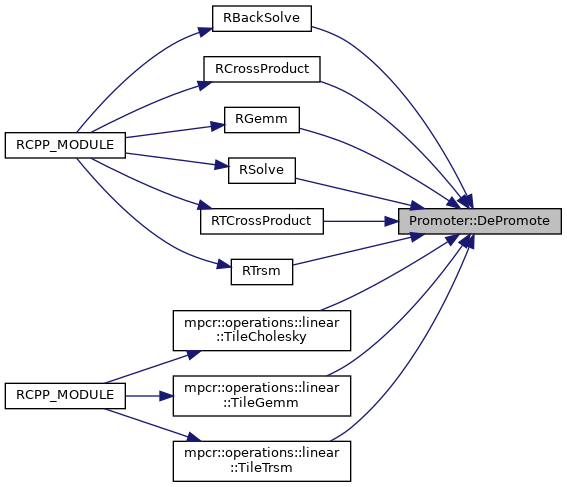 RBackSolve
RCrossProduct
RGemm
RCPP_MODULE
RSolve
RTCrossProduct
Promoter::DePromote
RTrsm
mpcr::operations::linear
::TileCholesky
RCPP_MODULE
mpcr::operations::linear
::TileGemm
mpcr::operations::linear
::TileTrsm